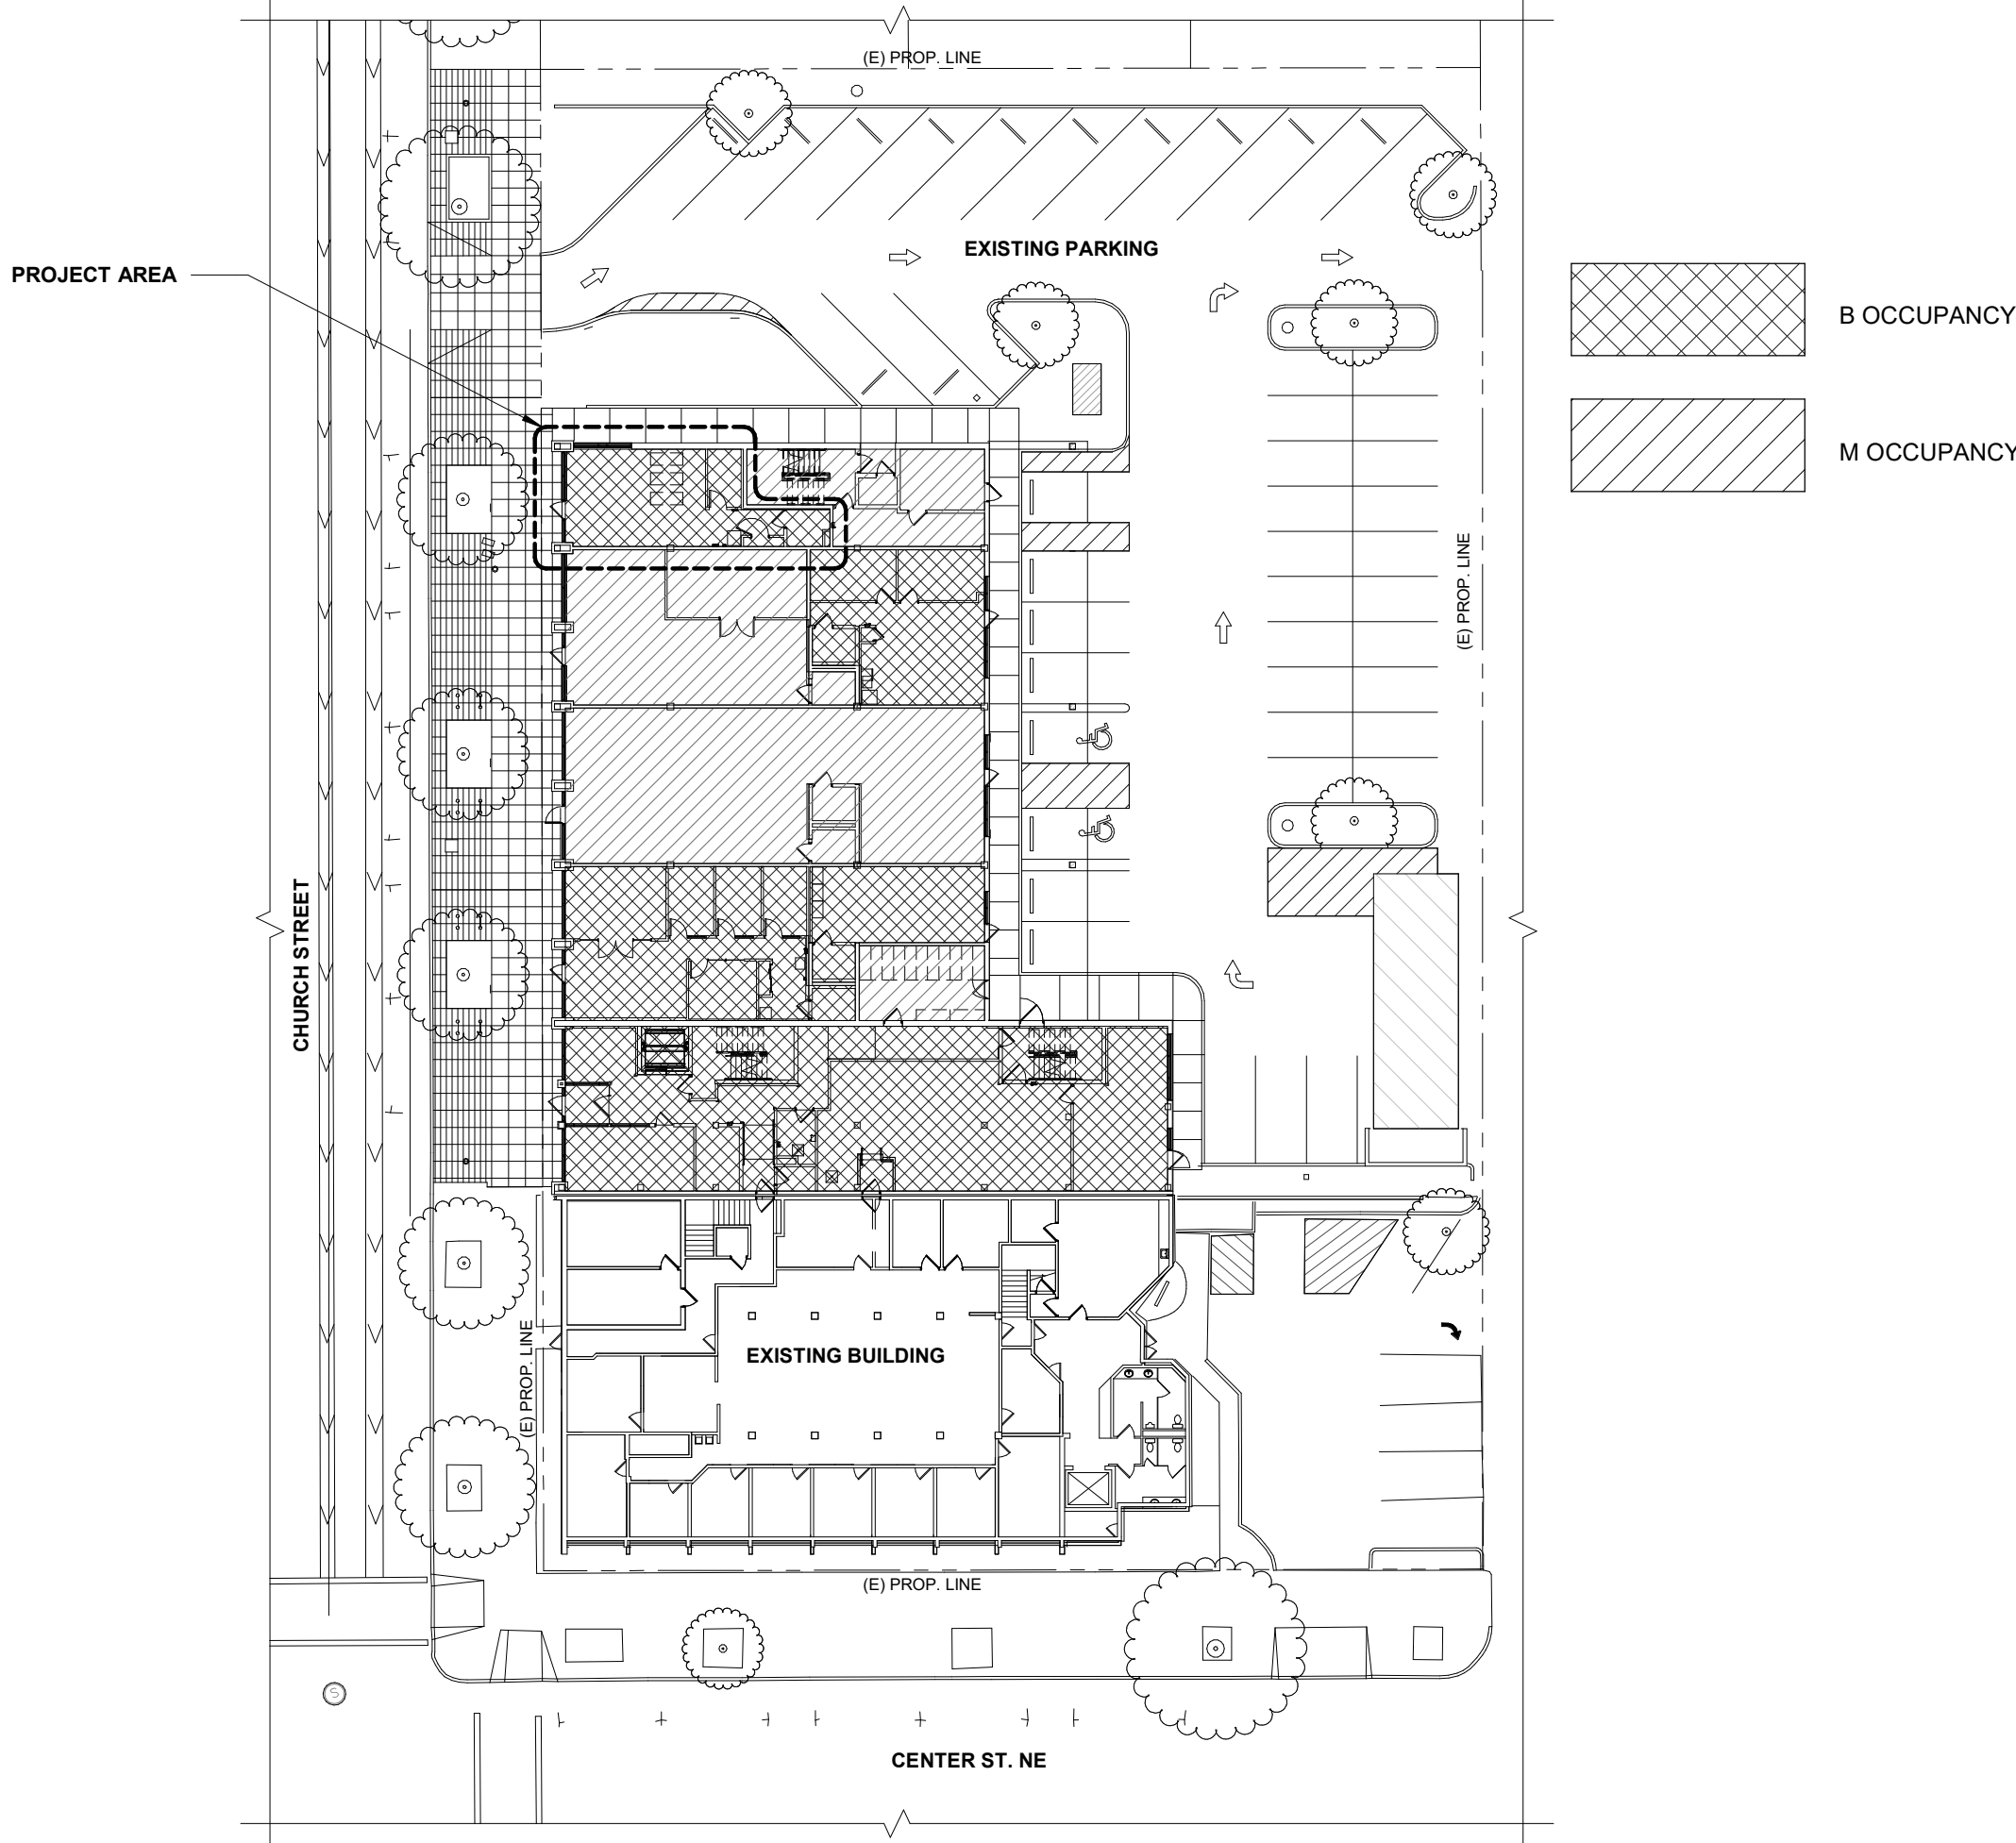 (E) PROP. LINE
EXISTING PARKING
PROJECT AREA
B OCCUPANCY
M OCCUPANCY
(E) PROP. LINE
CHURCH STREET
(E) PROP. LINE
EXISTING BUILDING
(E) PROP. LINE
S
CENTER ST. NE